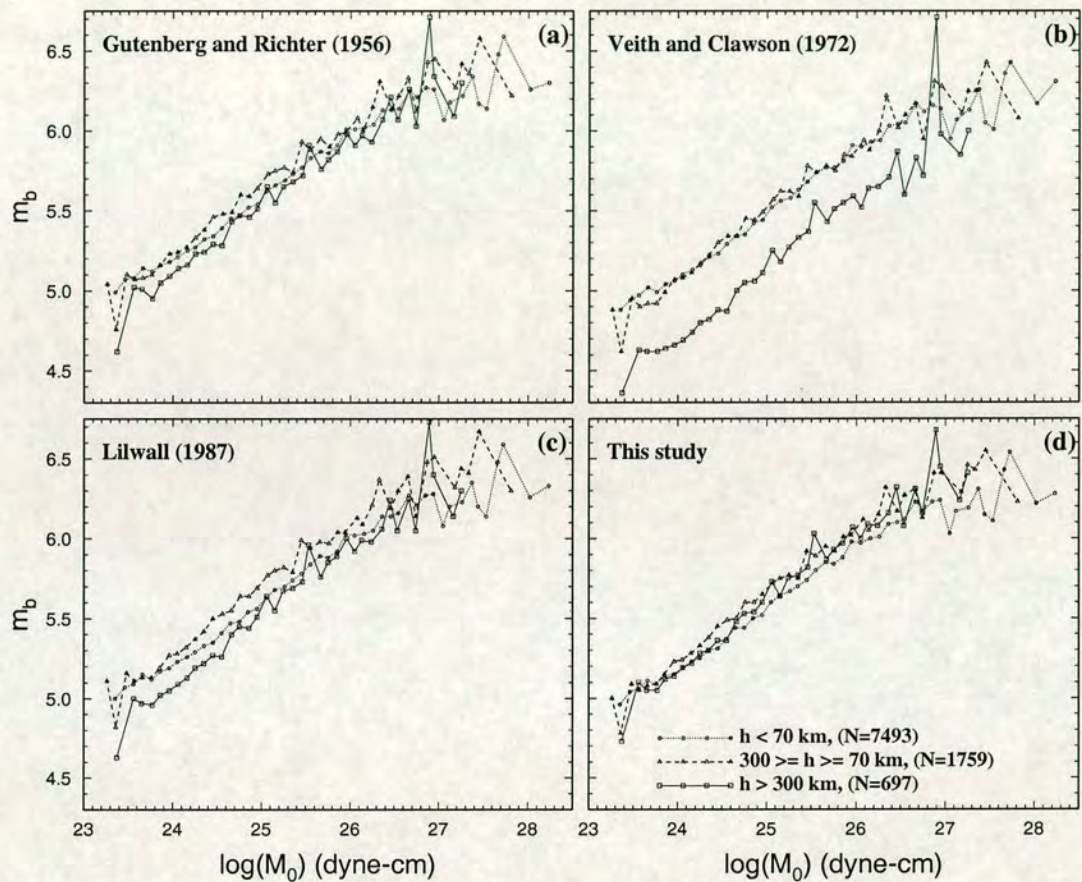 Gutenberg and Richter (1956)
(a)
Veith and Clawson (1972)
(b)
6.5
6.0
5.5
5.0
4.5
m_b
Lilwall (1987)
(c)
This study
(d)
6.5
6.0
5.5
5.0
4.5
m_b
h < 70 km, (N=7493)
300 >= h >= 70 km, (N=1759)
h > 300 km, (N=697)
23 24 25 26 27 28
23 24 25 26 27 28
log(M₀) (dyne-cm)
log(M₀) (dyne-cm)